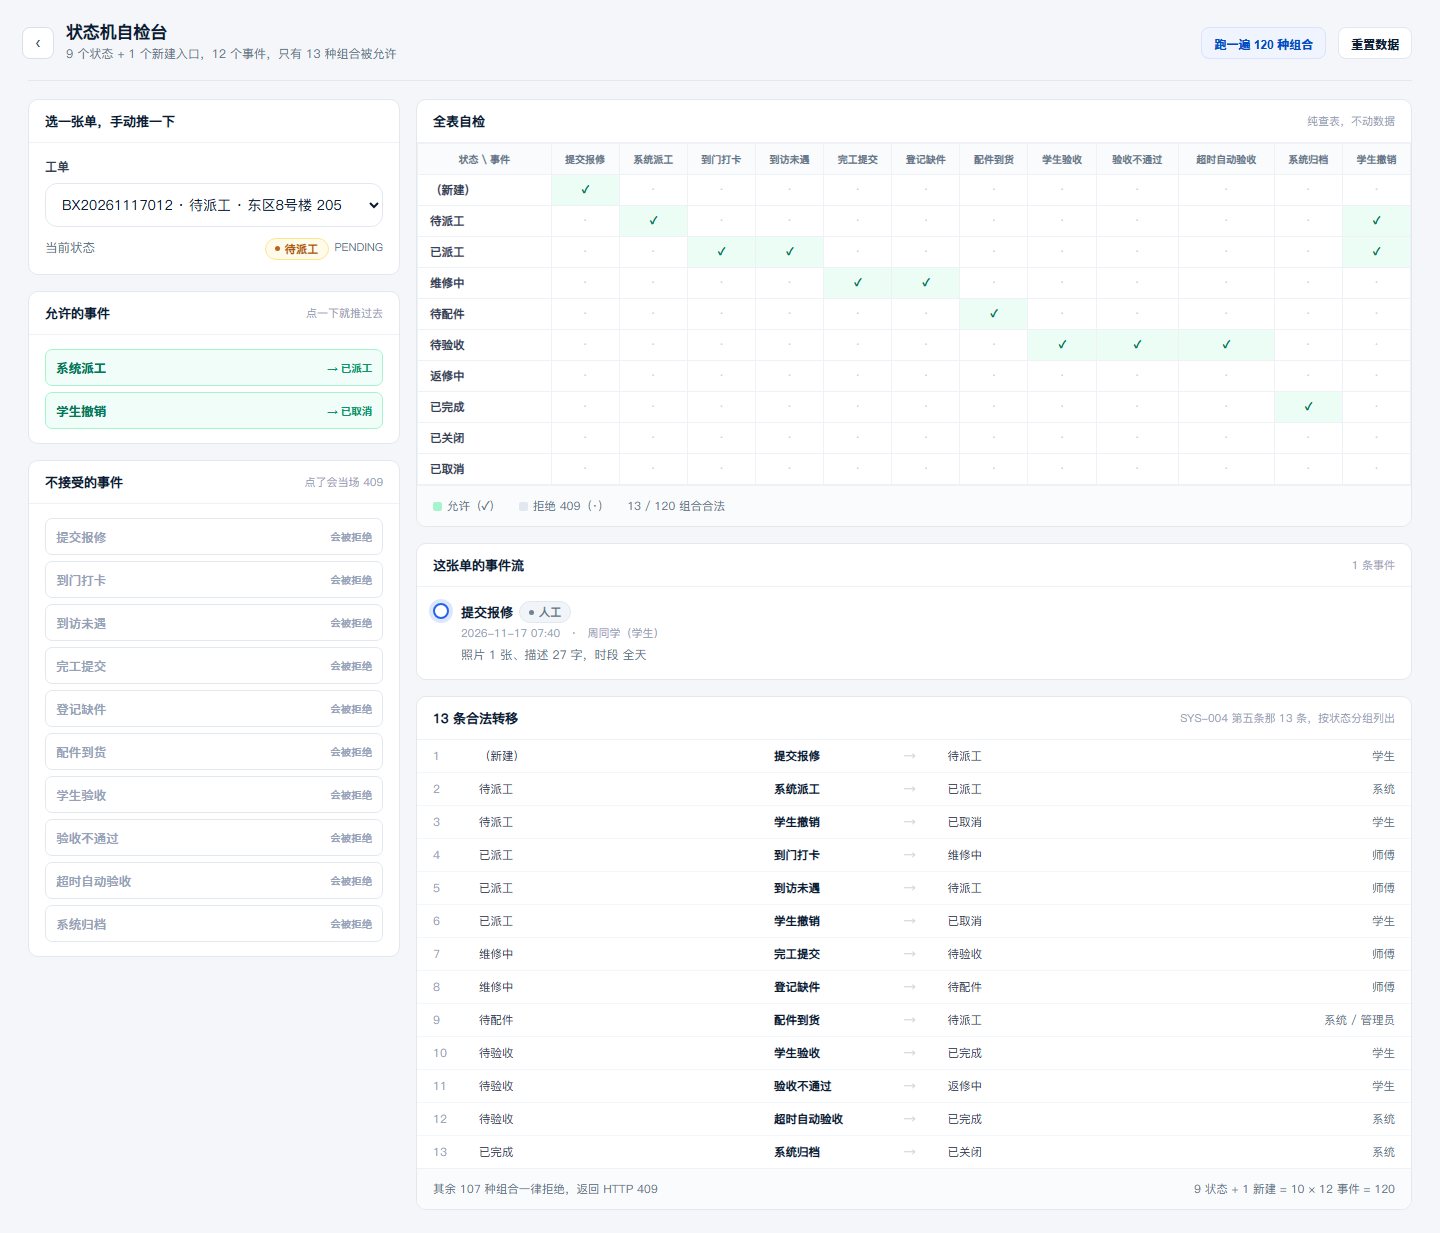 ‹
状态机自检台
9 个状态 + 1 个新建入口，12 个事件，只有 13 种组合被允许
跑一遍 120 种组合
重置数据
选一张单，手动推一下
工单
BX20261117012 · 待派工 · 东区8号楼 205
当前状态
待派工 PENDING
允许的事件 点一下就推过去
系统派工 → 已派工
学生撤销 → 已取消
不接受的事件 点了会当场 409
提交报修 会被拒绝
到门打卡 会被拒绝
到访未遇 会被拒绝
完工提交 会被拒绝
登记缺件 会被拒绝
配件到货 会被拒绝
学生验收 会被拒绝
验收不通过 会被拒绝
超时自动验收 会被拒绝
系统归档 会被拒绝
全表自检 纯查表，不动数据
状态 \ 事件 提交报修 系统派工 到门打卡 到访未遇 完工提交 登记缺件 配件到货 学生验收 验收不通过 超时自动验收 系统归档 学生撤销
（新建） ✓ · · · · · · · · · · ·
待派工 · ✓ · · · · · · · · · ✓
已派工 · · ✓ ✓ · · · · · · · ✓
维修中 · · · · ✓ ✓ · · · · · ·
待配件 · · · · · · ✓ · · · · ·
待验收 · · · · · · · ✓ ✓ ✓ · ·
返修中 · · · · · · · · · · · ·
已完成 · · · · · · · · · · ✓ ·
已关闭 · · · · · · · · · · · ·
已取消 · · · · · · · · · · · ·
允许（✓） 拒绝 409（·） 13 / 120 组合合法
这张单的事件流 1 条事件
提交报修 人工
2026-11-17 07:40 · 周同学（学生）
照片 1 张、描述 27 字，时段 全天
13 条合法转移 SYS-004 第五条那 13 条，按状态分组列出
1 （新建） 提交报修 → 待派工 学生
2 待派工 系统派工 → 已派工 系统
3 待派工 学生撤销 → 已取消 学生
4 已派工 到门打卡 → 维修中 师傅
5 已派工 到访未遇 → 待派工 师傅
6 已派工 学生撤销 → 已取消 学生
7 维修中 完工提交 → 待验收 师傅
8 维修中 登记缺件 → 待配件 师傅
9 待配件 配件到货 → 待派工 系统 / 管理员
10 待验收 学生验收 → 已完成 学生
11 待验收 验收不通过 → 返修中 学生
12 待验收 超时自动验收 → 已完成 系统
13 已完成 系统归档 → 已关闭 系统
其余 107 种组合一律拒绝，返回 HTTP 409 9 状态 + 1 新建 = 10 × 12 事件 = 120